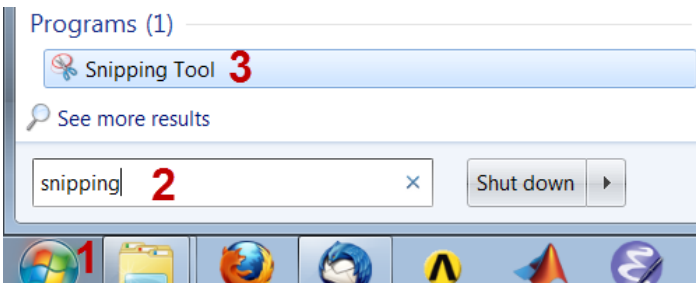 Programs (1)
Snipping Tool 3
See more results
snipping 2
Shut down
1